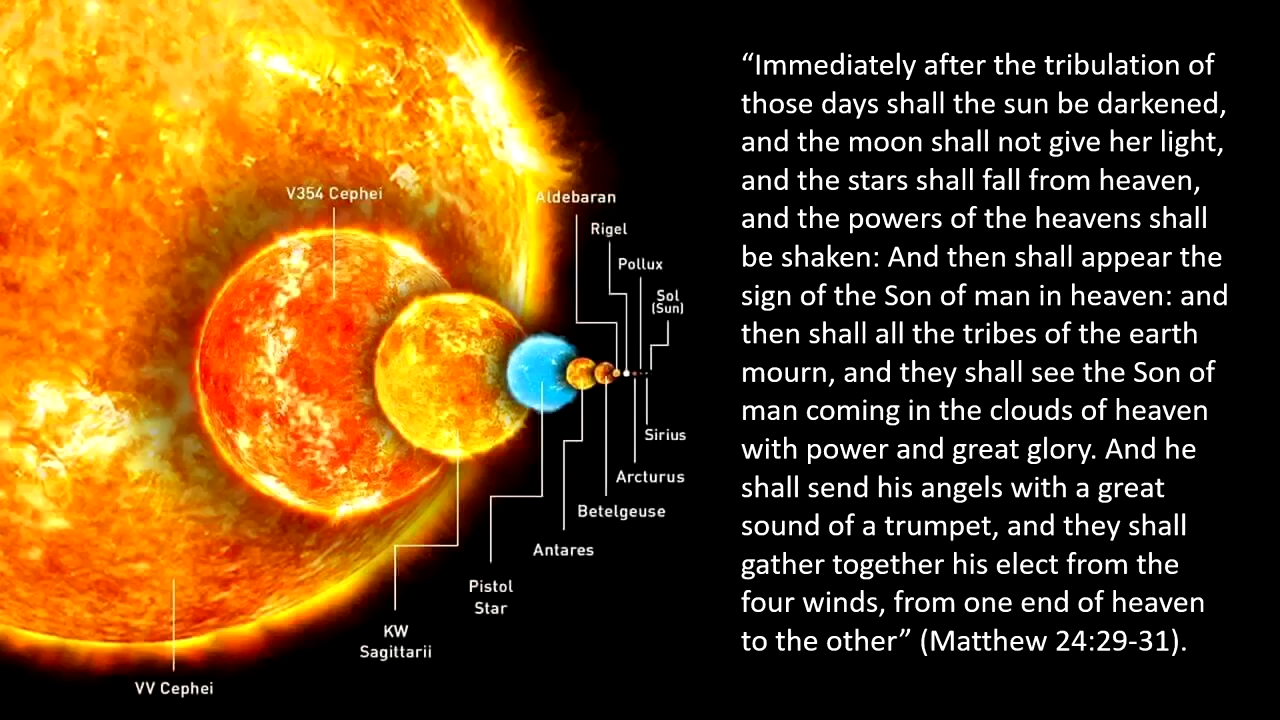 V354 Cephei
Aldebaran
Rigel
Pollux
Sol
(Sun)
Sirius
Arcturus
Betelgeuse
Antares
Pistol
Star
KW
Sagittarii
VV Cephei
“Immediately after the tribulation of
those days shall the sun be darkened,
and the moon shall not give her light,
and the stars shall fall from heaven,
and the powers of the heavens shall
be shaken: And then shall appear the
sign of the Son of man in heaven: and
then shall all the tribes of the earth
mourn, and they shall see the Son of
man coming in the clouds of heaven
with power and great glory. And he
shall send his angels with a great
sound of a trumpet, and they shall
gather together his elect from the
four winds, from one end of heaven
to the other” (Matthew 24:29-31).